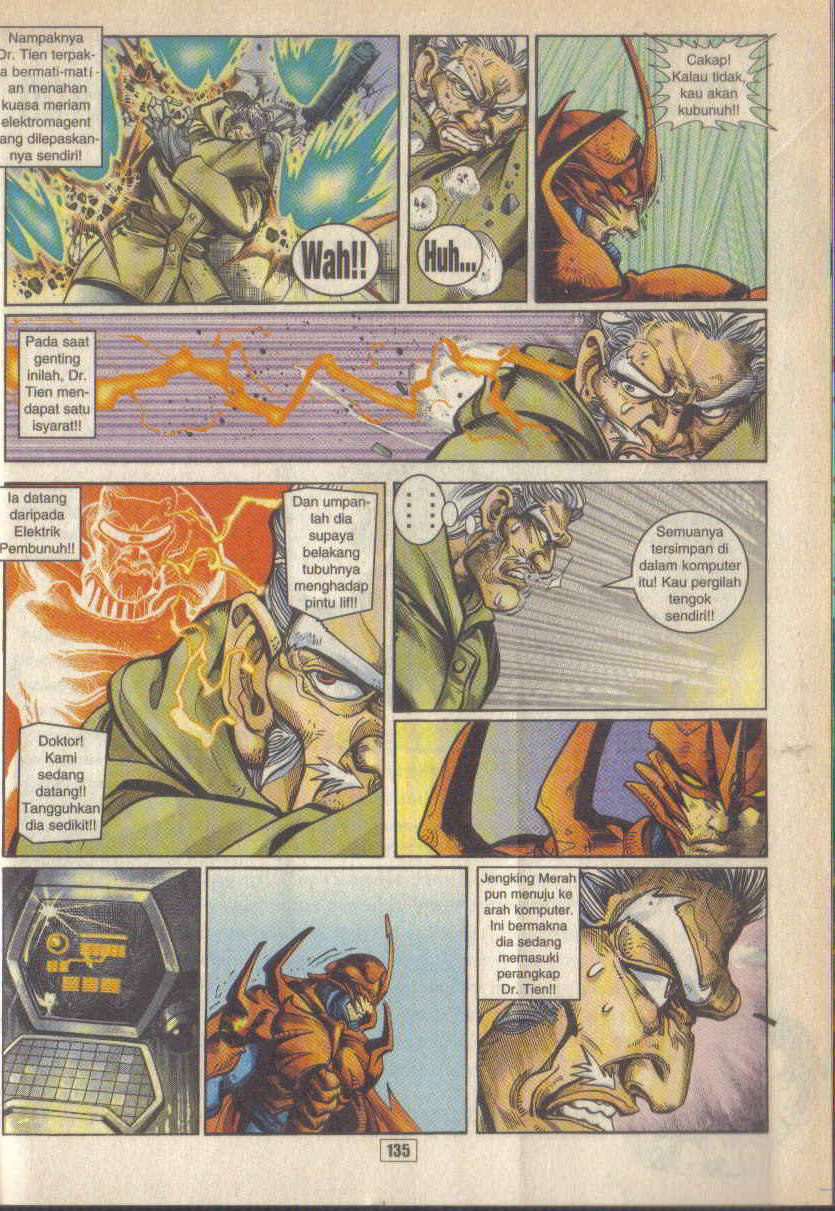 Nampaknya
Dr. Tien terpak-
a bermati-mati
an menahan
kuasa meriam
elektromagent
ang dilepaskan-
nya sendiri!
Wah!!
Huh...
Cakap!
Kalau tidak,
kau akan
kubunuh!!
Pada saat
genting
inilah, Dr.
Tien men-
dapat satu
isyarat!!
Ia datang
daripada
Elektrik
Pembunuh!!
Dan umpan-
lah dia
supaya
belakang
tubuhnya
menghadap
pintu lif!!
Doktor!
Kami
sedang
datang!!
Tangguhkan
dia sedikit!!
Semuanya
tersimpan di
dalam komputer
itu! Kau pergilah
tengok
sendiri!!
Jengking Merah
pun menuju ke
arah komputer.
Ini bermakna
dia sedang
memasuki
perangkap
Dr. Tien!!
135